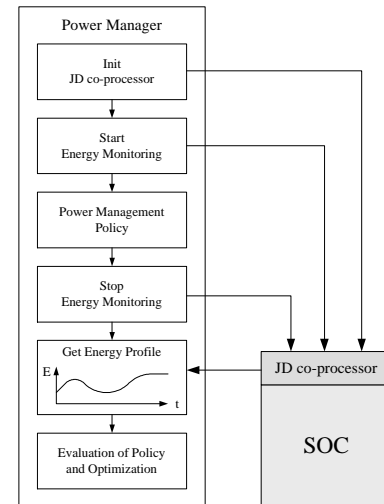 Power Manager
Init
JD co-processor
Start
Energy Monitoring
Power Management
Policy
Stop
Energy Monitoring
Get Energy Profile
E
t
Evaluation of Policy
and Optimization
JD co-processor
SOC